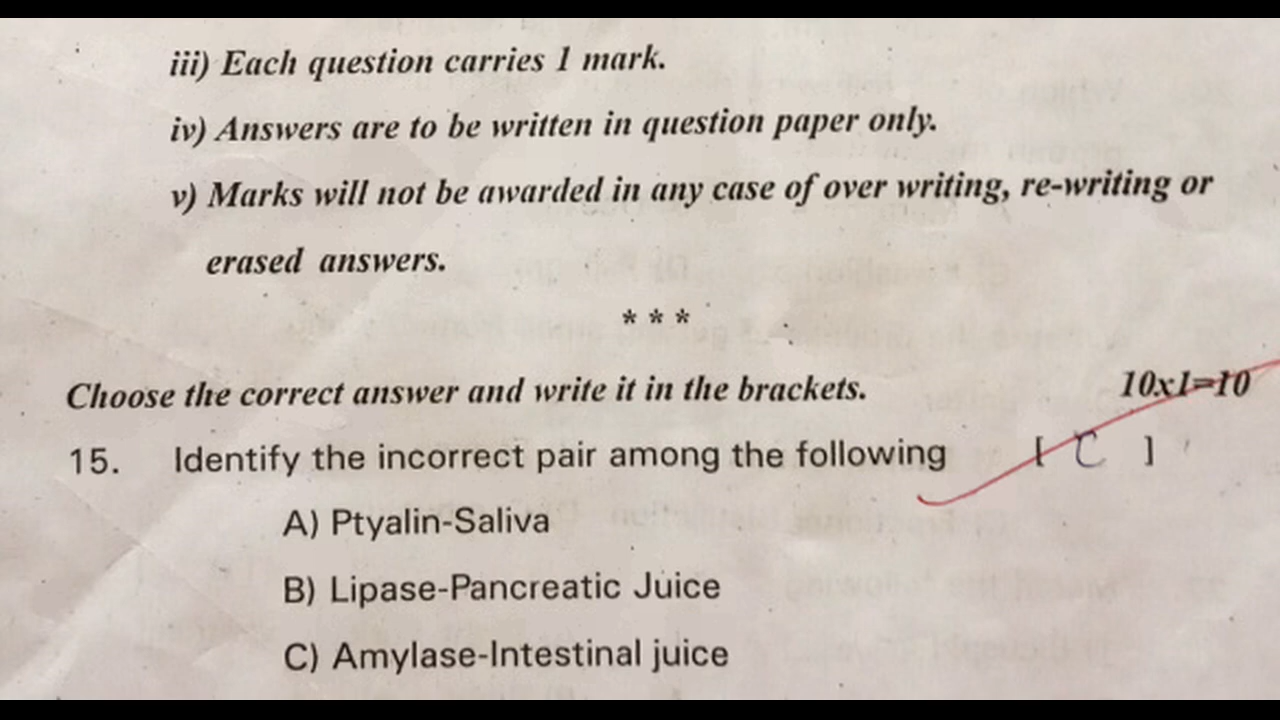 iii) Each question carries 1 mark.
iv) Answers are to be written in question paper only.
v) Marks will not be awarded in any case of over writing, re-writing or
erased answers.
* * *
Choose the correct answer and write it in the brackets. 10x1=10
15. Identify the incorrect pair among the following [ C ]
A) Ptyalin-Saliva
B) Lipase-Pancreatic Juice
C) Amylase-Intestinal juice